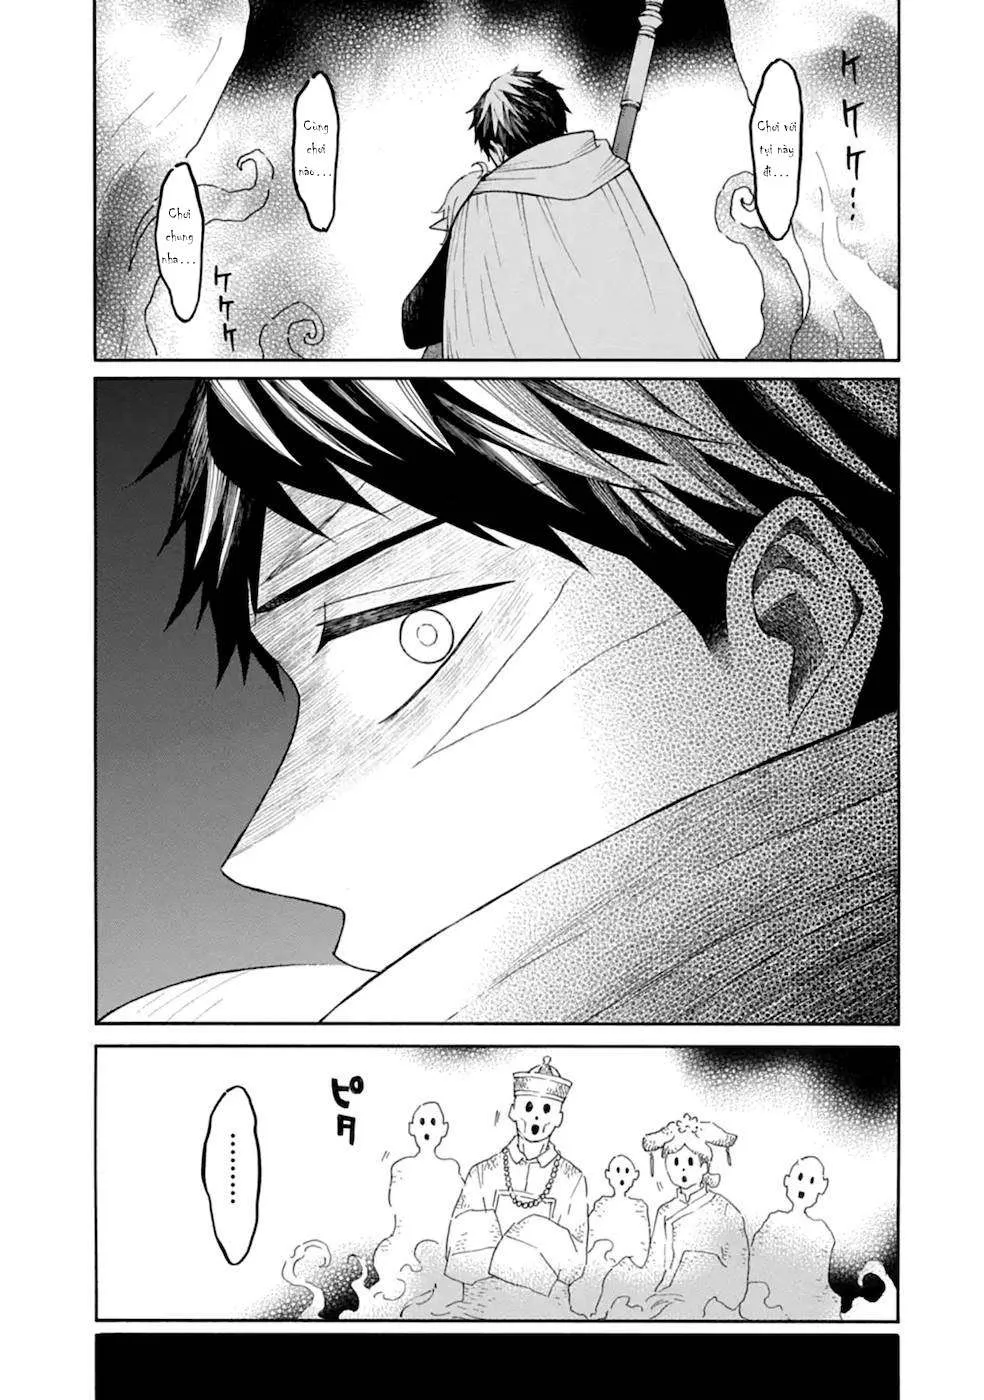 ケケケ…
Chơi với
tụi này
đi...
Cùng
chơi
nào...
Chơi
chung
nha...
ケケケ
ピタ
.........